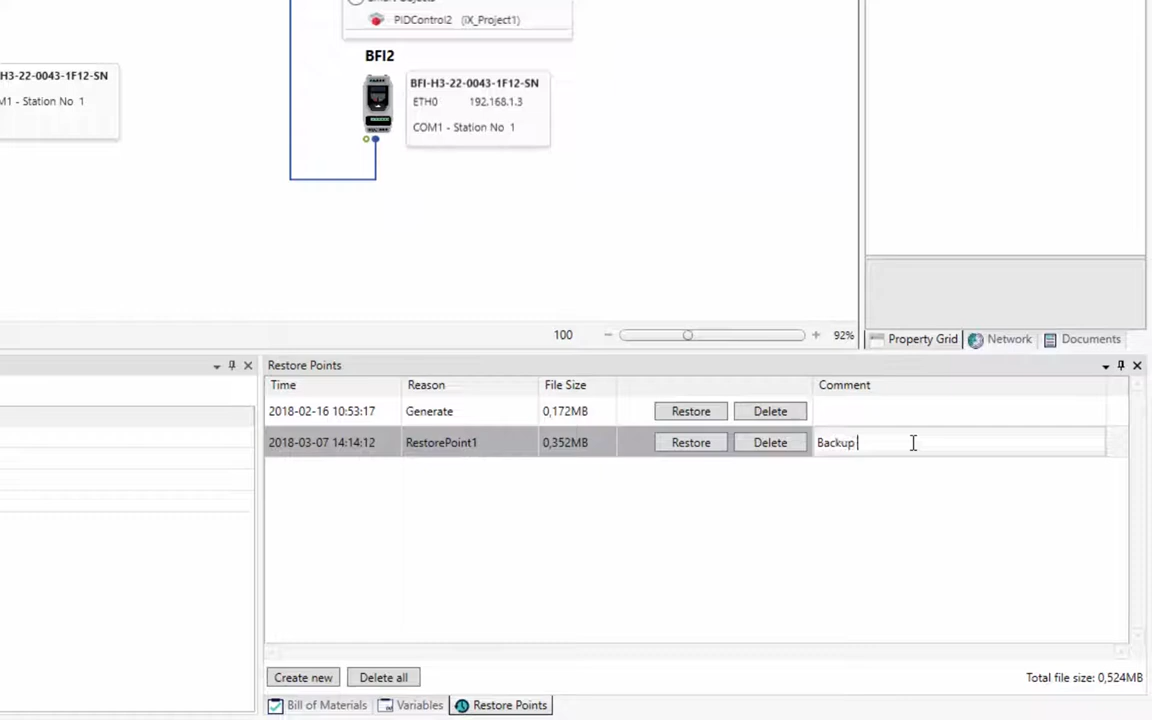 PIDControl2 (iX_Project1)
BFI2
H3-22-0043-1F12-SN
M1 - Station No 1
BFI-H3-22-0043-1F12-SN
ETH0 192.168.1.3
COM1 - Station No 1
100 92%
Property Grid Network Documents
Restore Points
Time Reason File Size Comment
2018-02-16 10:53:17 Generate 0,172MB Restore Delete
2018-03-07 14:14:12 RestorePoint1 0,352MB Restore Delete Backup
Create new Delete all Total file size: 0,524MB
Bill of Materials Variables Restore Points